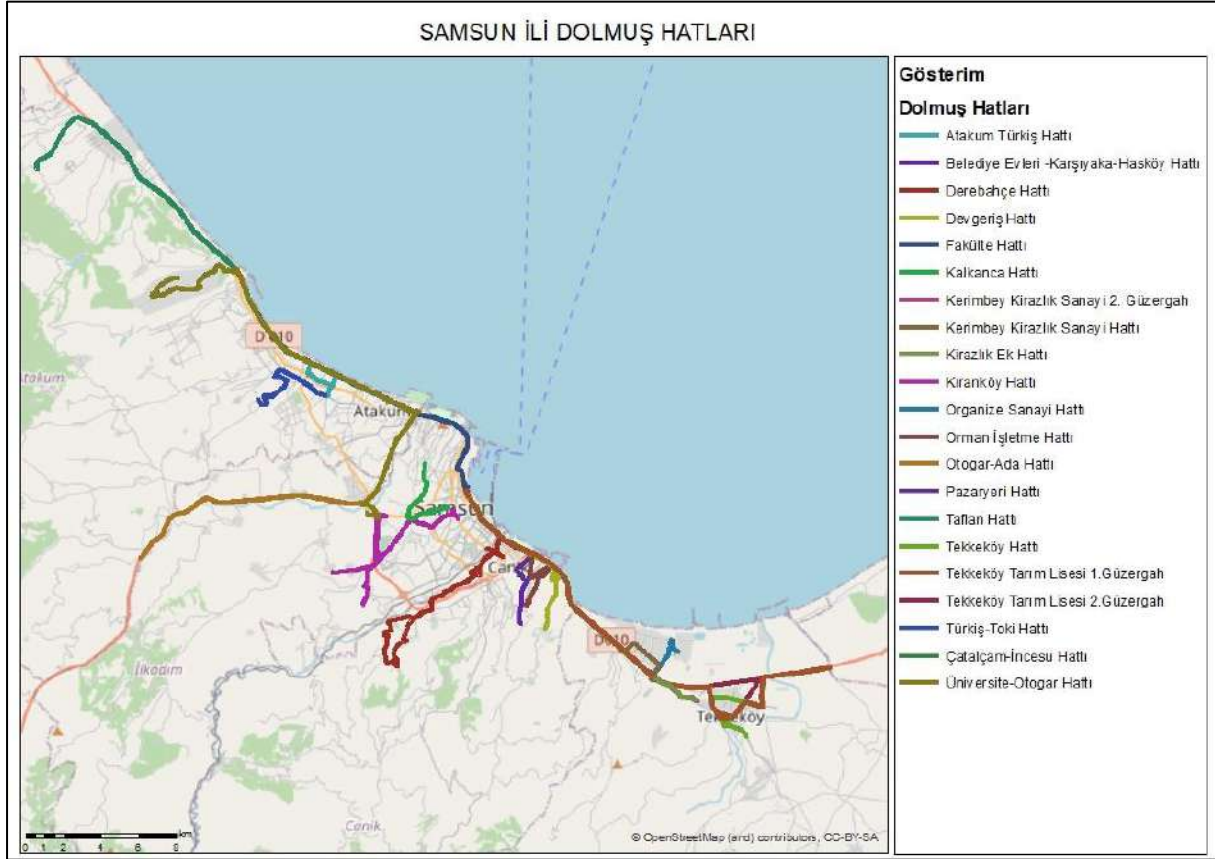 SAMSUN İLİ DOLMUŞ HATLARI
D 010
Atakum
Atakum
Samsun
Canik
D010
İlkadım
Tekkeköy
Canik
km
0 1 2 4 6 8
© OpenStreetMap (and) contributors, CC-BY-SA
Gösterim
Dolmuş Hatları
Atakum Türkiş Hattı
Belediye Evleri -Karşıyaka-Hasköy Hattı
Derebahçe Hattı
Devgeriş Hattı
Fakülte Hattı
Kalkanca Hattı
Kerimbey Kirazlık Sanayi 2. Güzergah
Kerimbey Kirazlık Sanayi Hattı
Kirazlık Ek Hattı
Kıranköy Hattı
Organize Sanayi Hattı
Orman İşletme Hattı
Otogar-Ada Hattı
Pazaryeri Hattı
Taflan Hattı
Tekkeköy Hattı
Tekkeköy Tarım Lisesi 1.Güzergah
Tekkeköy Tarım Lisesi 2.Güzergah
Türkiş-Toki Hattı
Çatalçam-İncesu Hattı
Üniversite-Otogar Hattı